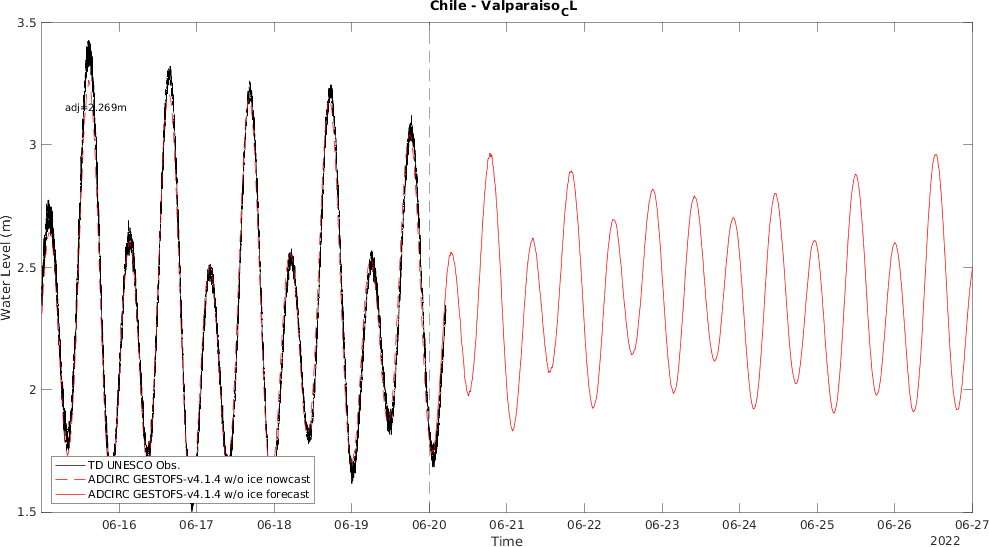 Chile - Valparaiso_CL
3.5
3
2.5
2
1.5
Water Level (m)
adj=2.269m
TD UNESCO Obs.
ADCIRC GESTOFS-v4.1.4 w/o ice nowcast
ADCIRC GESTOFS-v4.1.4 w/o ice forecast
06-16 06-17 06-18 06-19 06-20 06-21 06-22 06-23 06-24 06-25 06-26 06-27
Time
2022